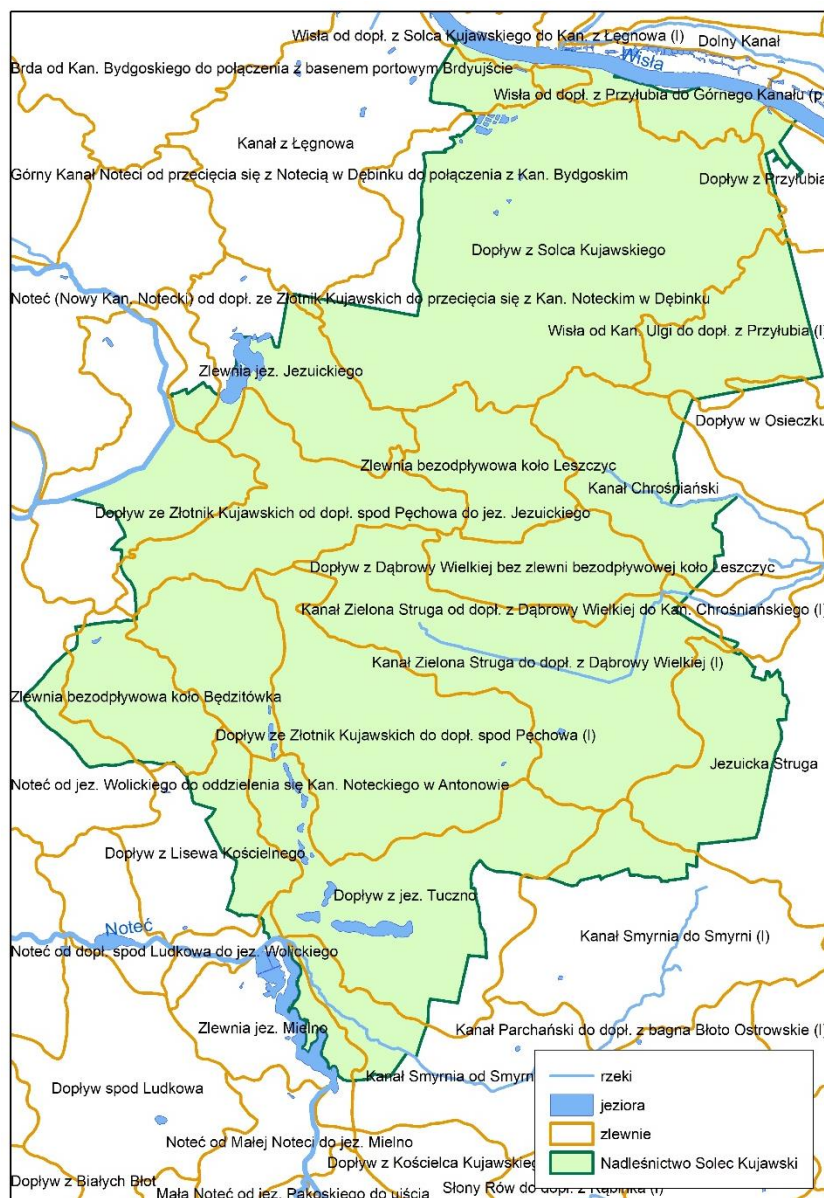 Wisła od dopł. z Solca Kujawskiego do Kan. z Łęgnowa (l)
Dolny Kanał
Wisła
Brda od Kan. Bydgoskiego do połączenia z basenem portowym Brdyujście
Wisła od dopł. z Przyłubia do Górnego Kanału (p
Kanał z Łęgnowa
Górny Kanał Noteci od przecięcia się z Notecią w Dębinku do połączenia z Kan. Bydgoskim
Dopływ z Przyłubia
Dopływ z Solca Kujawskiego
Noteć (Nowy Kan. Notecki) od dopł. ze Złotnik Kujawskich do przecięcia się z Kan. Noteckim w Dębinku
Wisła od Kan. Ulgi do dopł. z Przyłubia (l)
Zlewnia jez. Jezuickiego
Dopływ w Osieczku
Zlewnia bezodpływowa koło Leszczyc
Kanał Chrośniański
Dopływ ze Złotnik Kujawskich od dopł. spod Pęchowa do jez. Jezuickiego
Dopływ z Dąbrowy Wielkiej bez zlewni bezodpływowej koło Leszczyc
Kanał Zielona Struga od dopł. z Dąbrowy Wielkiej do Kan. Chrośniańskiego (l)
Kanał Zielona Struga do dopł. z Dąbrowy Wielkiej (l)
Zlewnia bezodpływowa koło Będzitówka
Dopływ ze Złotnik Kujawskich do dopł. spod Pęchowa (l)
Jezuicka Struga
Noteć od jez. Wolickiego do oddzielenia się Kan. Noteckiego w Antonowie
Dopływ z Lisewa Kościelnego
Dopływ z jez. Tuczno
Noteć
Kanał Smyrnia do Smyrni (l)
Noteć od dopł. spod Ludkowa do jez. Wolickiego
Zlewnia jez. Mielno
Kanał Parchański do dopł. z bagna Błoto Ostrowskie (l)
Kanał Smyrnia od Smyrn
Dopływ spod Ludkowa
Noteć od Małej Noteci do jez. Mielno
Dopływ z Kościelca Kujawskieg
Dopływ z Białych Błot
Mała Noteć od jez. Pakoskiego do ujścia
Słony Rów do dopł. z Rąbinka (l)
rzeki
jeziora
zlewnie
Nadleśnictwo Solec Kujawski